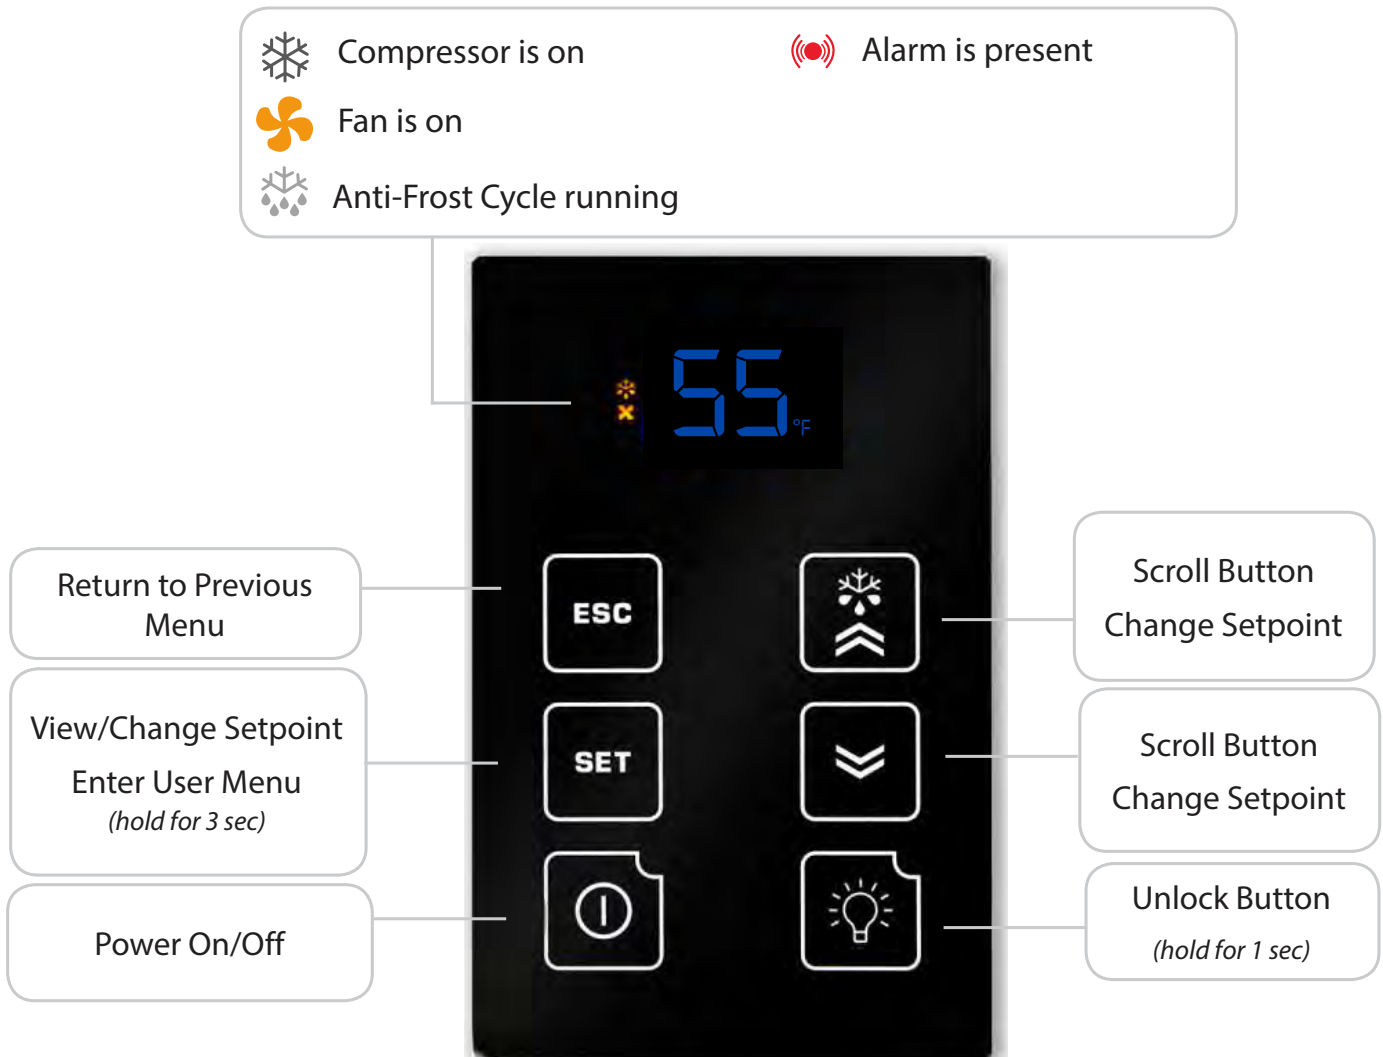 Compressor is on
Alarm is present
Fan is on
Anti-Frost Cycle running
55 °F
Return to Previous
Menu
ESC
Scroll Button
Change Setpoint
View/Change Setpoint
Enter User Menu
(hold for 3 sec)
SET
Scroll Button
Change Setpoint
Power On/Off
Unlock Button
(hold for 1 sec)